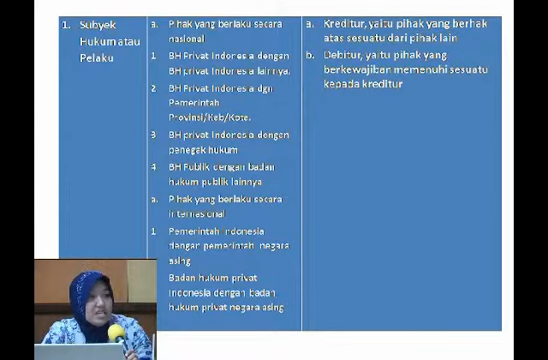 1. Subyek
Hukum atau
Pelaku
a. Pihak yang berlaku secara
nasional
1 BH Privat Indonesia dengan
BH privat Indonesia lainnya.
2 BH Privat Indonesia dgn
Pemerintah
Provinsi/Kab/Kota.
3 BH privat Indonesia dengan
penegak hukum
4 BH Publik dengan badan
hukum publik lainnya
a. Pihak yang berlaku secara
internasional
1 Pemerintah Indonesia
dengan pemerintah negara
asing
Badan hukum privat
Indonesia dengan badan
hukum privat negara asing
a. Kreditur, yaitu pihak yang berhak
atas sesuatu dari pihak lain
b. Debitur, yaitu pihak yang
berkewajiban memenuhi sesuatu
kepada kreditur